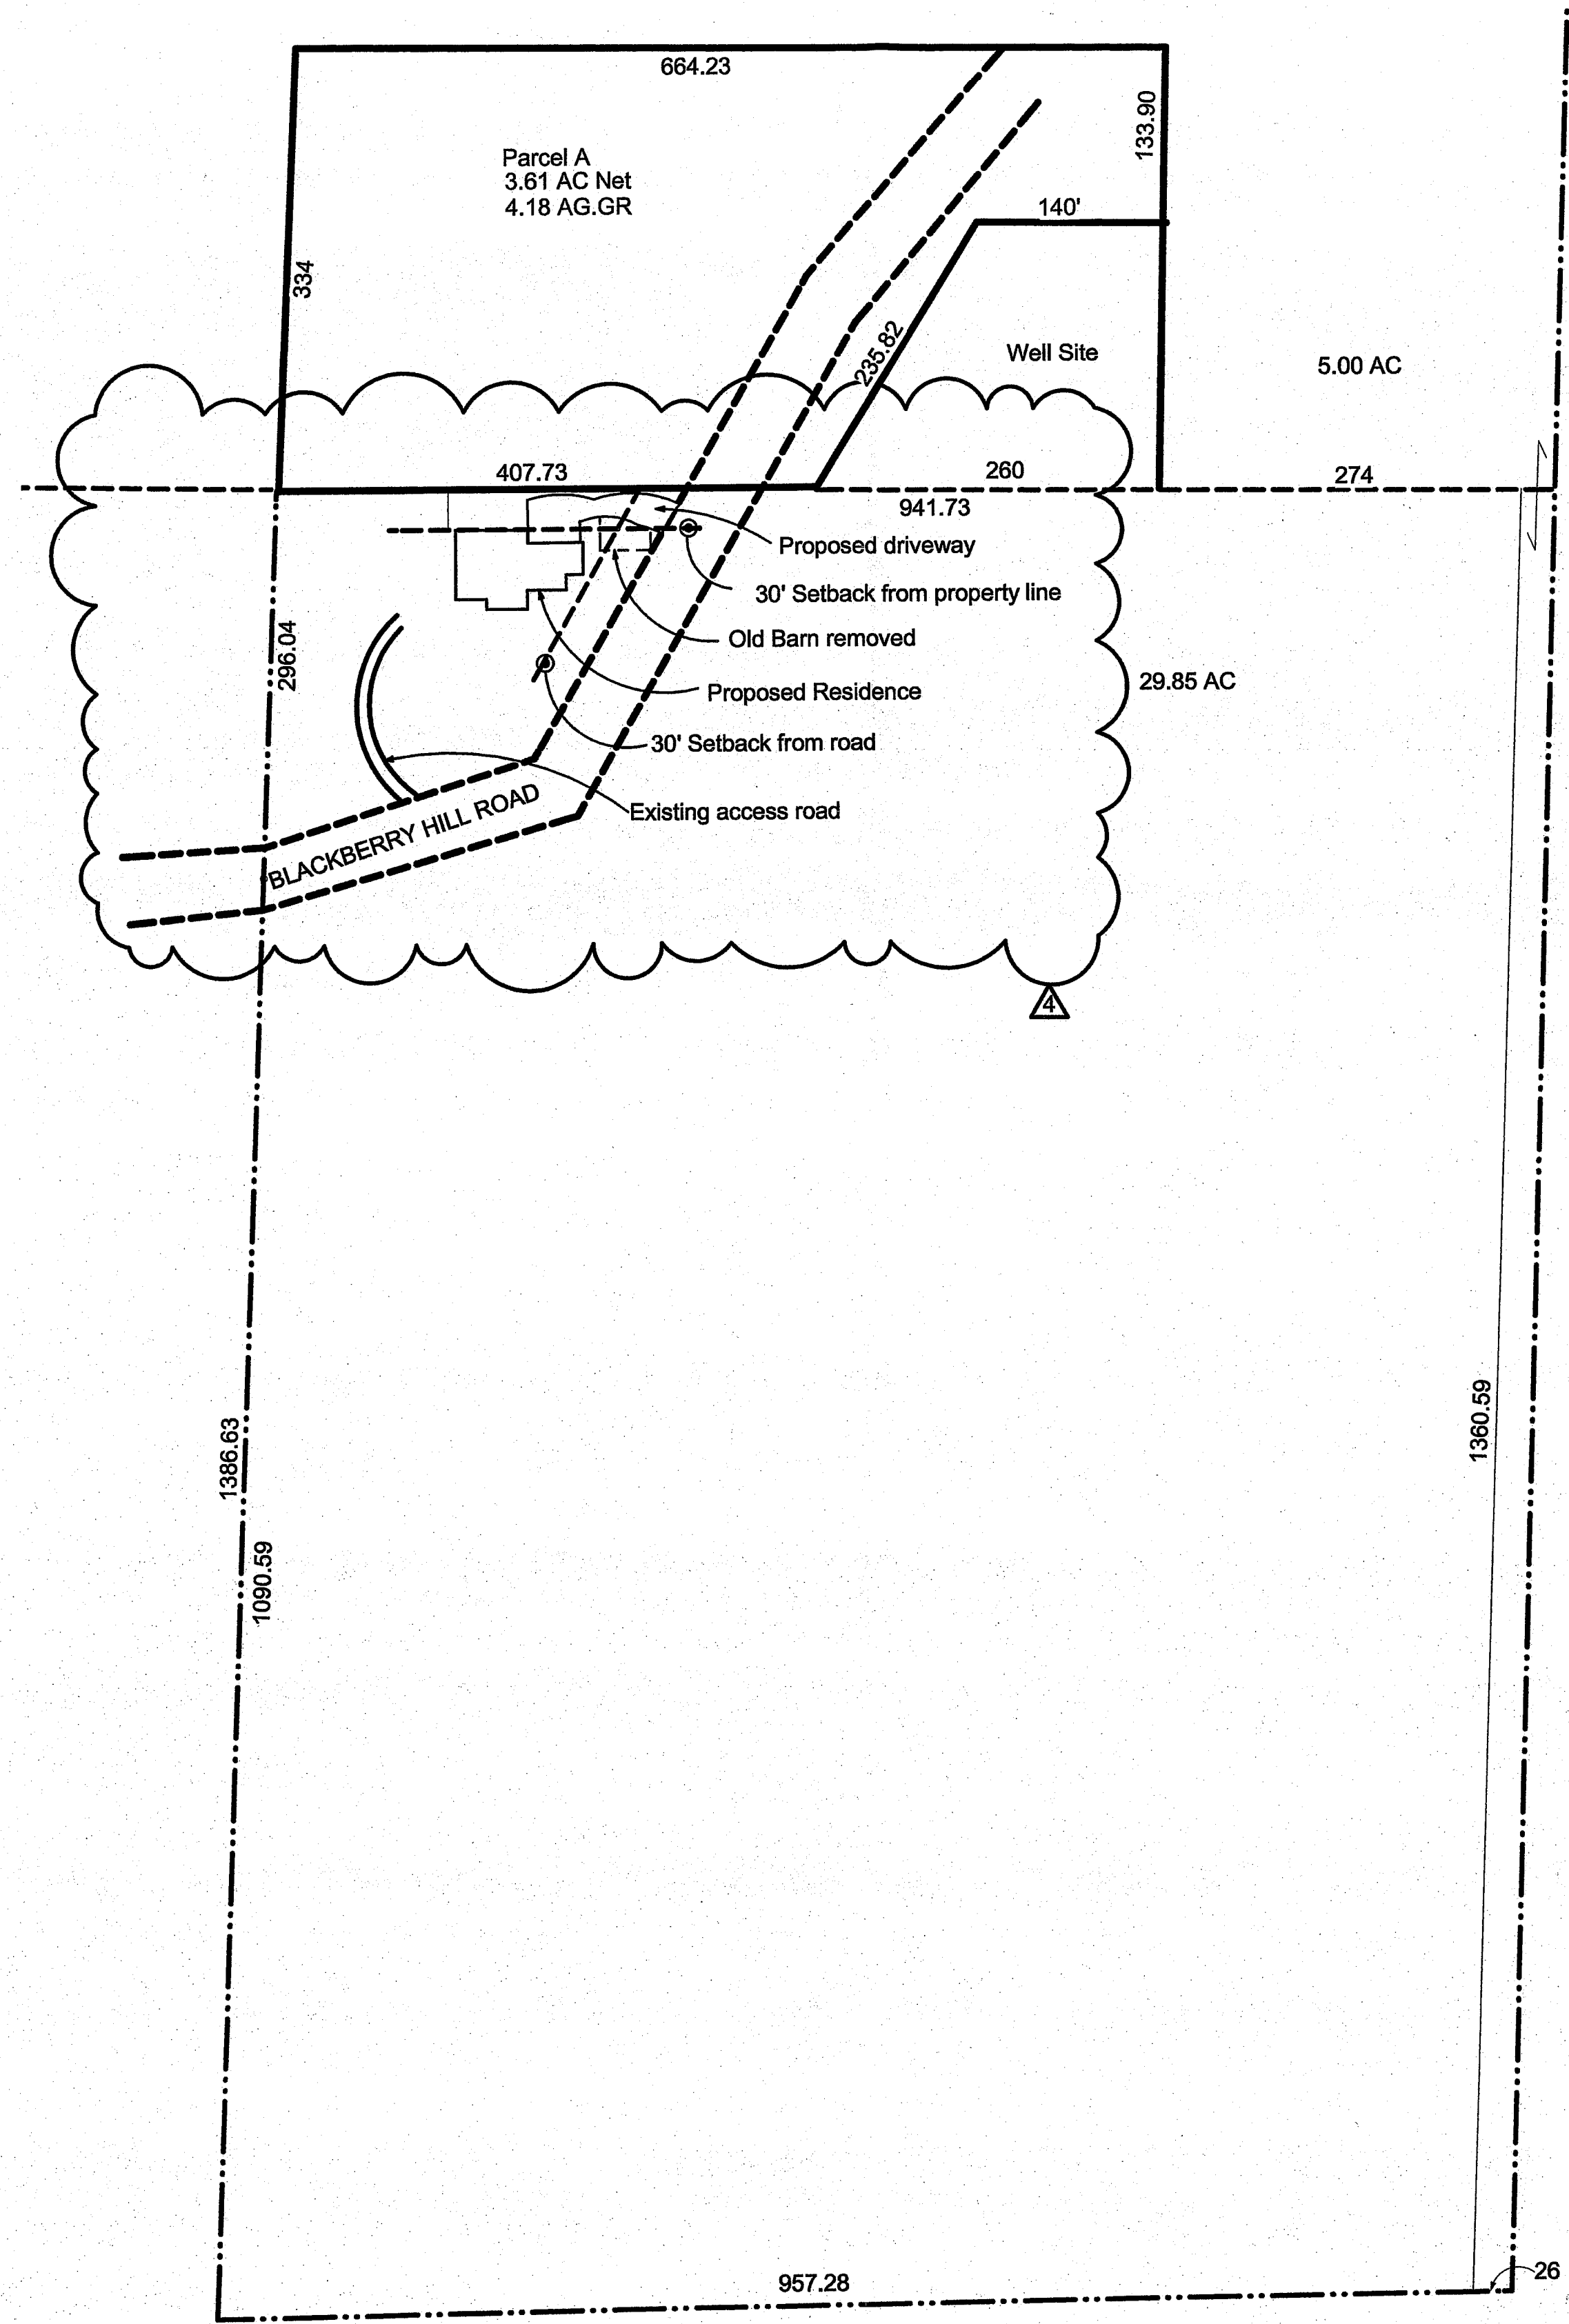 664.23
133.90
Parcel A
3.61 AC Net
4.18 AG.GR
140'
334
235.82
Well Site
5.00 AC
407.73
260
274
941.73
Proposed driveway
30' Setback from property line
Old Barn removed
296.04
29.85 AC
Proposed Residence
30' Setback from road
BLACKBERRY HILL ROAD
Existing access road
4
1386.63
1360.59
1090.59
957.28
26